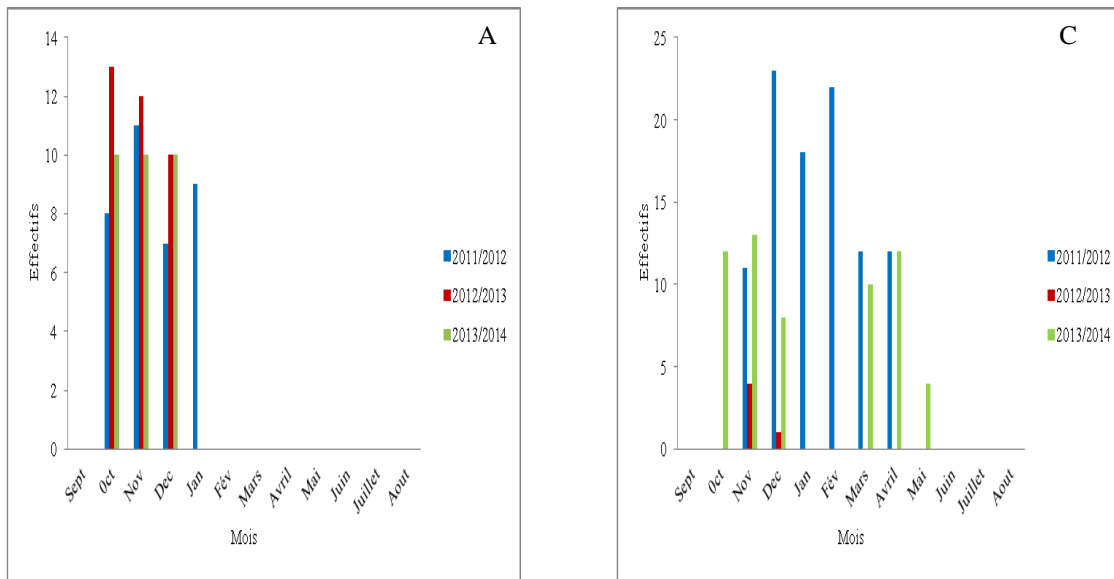 A
14
12
10
8
6
4
2
0
Effectifs
2011/2012
2012/2013
2013/2014
Sept
0ct
Nov
Dec
Jan
Fév
Mars
Avril
Mai
Juin
Juillet
Aout
Mois
C
25
20
15
10
5
0
Effectifs
2011/2012
2012/2013
2013/2014
Sept
0ct
Nov
Dec
Jan
Fév
Mars
Avril
Mai
Juin
Juillet
Aout
Mois